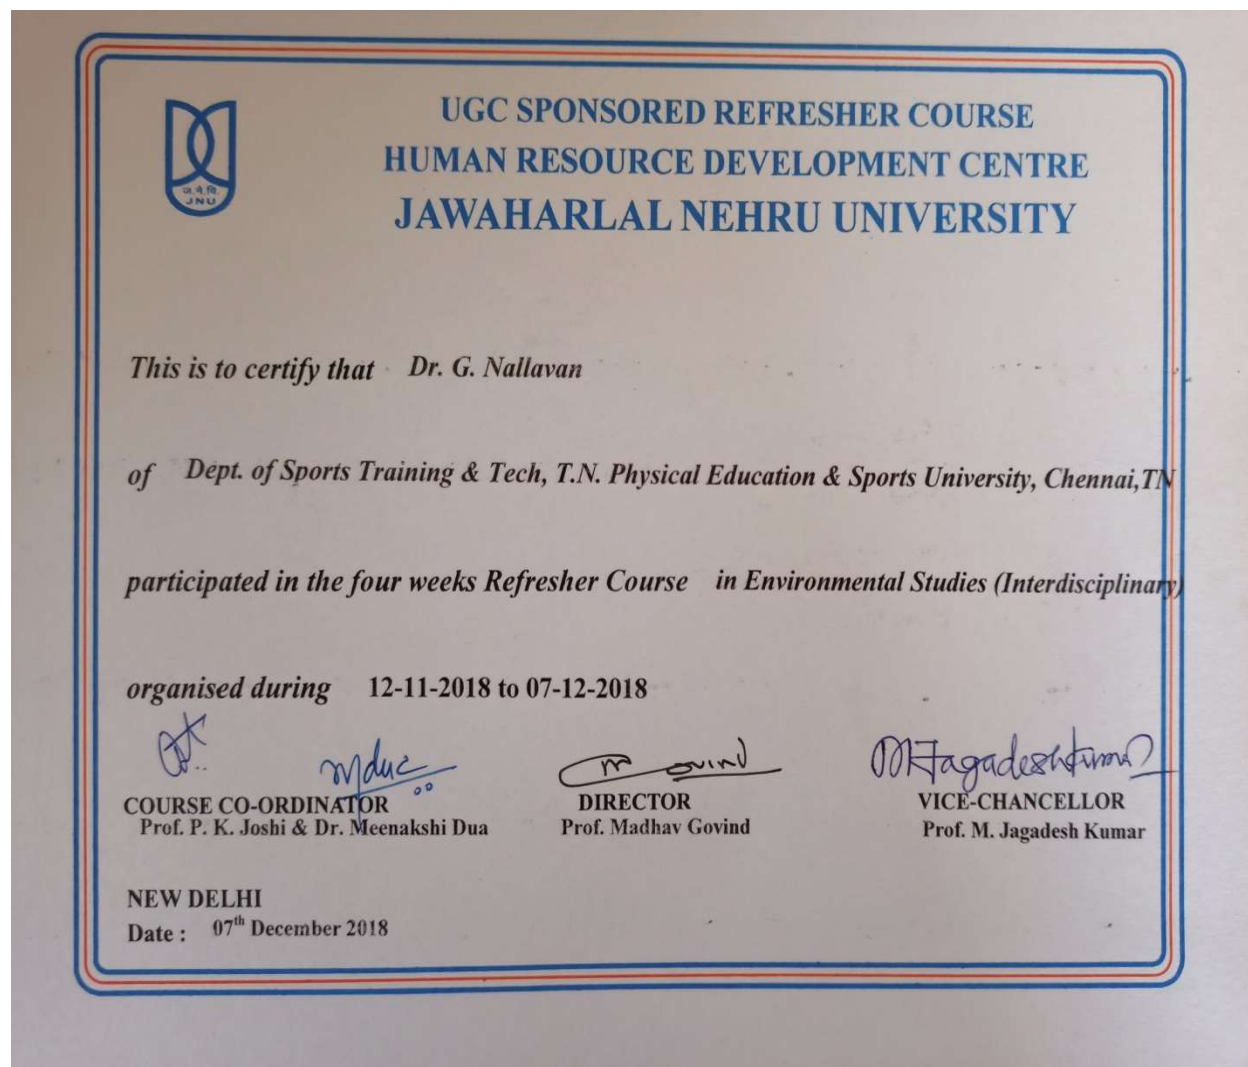 UGC SPONSORED REFRESHER COURSE
HUMAN RESOURCE DEVELOPMENT CENTRE
JAWAHARLAL NEHRU UNIVERSITY
ज.ने.वि.
JNU
This is to certify that Dr. G. Nallavan
of Dept. of Sports Training & Tech, T.N. Physical Education & Sports University, Chennai,TN
participated in the four weeks Refresher Course in Environmental Studies (Interdisciplinary)
organised during 12-11-2018 to 07-12-2018
MJagadeshkumar
COURSE CO-ORDINATOR DIRECTOR VICE-CHANCELLOR
Prof. P. K. Joshi & Dr. Meenakshi Dua Prof. Madhav Govind Prof. M. Jagadesh Kumar
NEW DELHI
Date : 07th December 2018